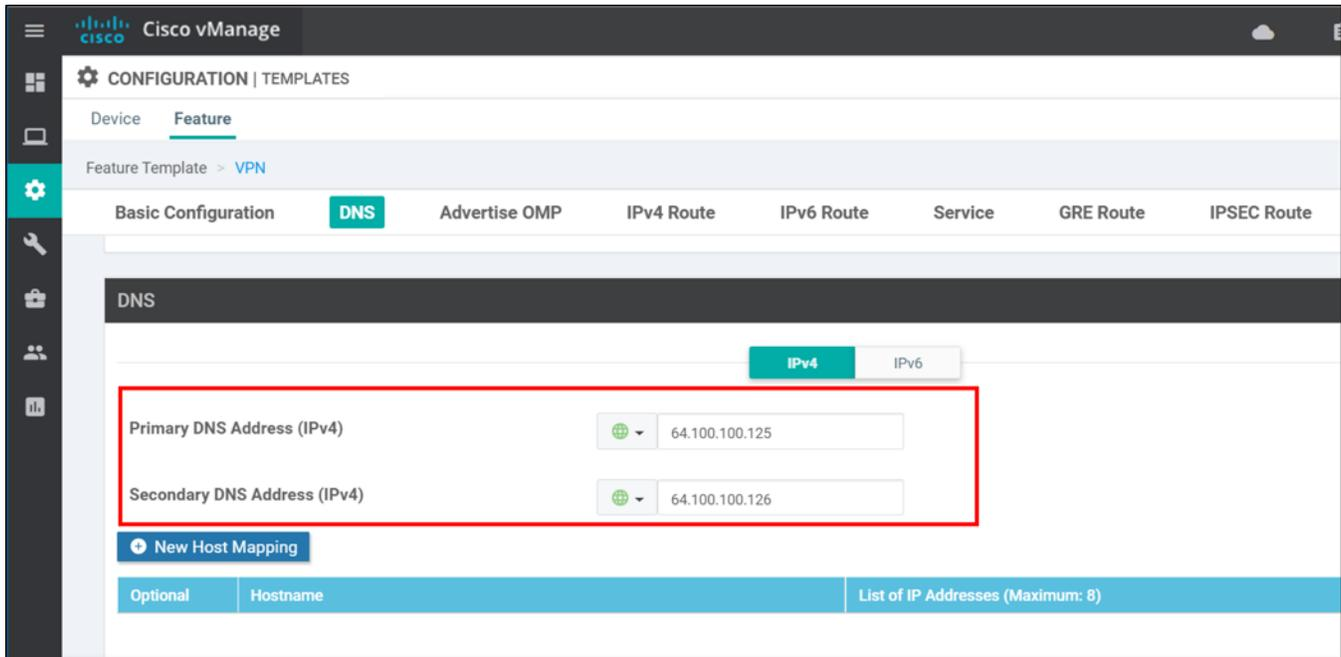 cisco Cisco vManage
CONFIGURATION | TEMPLATES
Device Feature
Feature Template > VPN
Basic Configuration DNS Advertise OMP IPv4 Route IPv6 Route Service GRE Route IPSEC Route
DNS
IPv4 IPv6
Primary DNS Address (IPv4) 64.100.100.125
Secondary DNS Address (IPv4) 64.100.100.126
New Host Mapping
Optional Hostname List of IP Addresses (Maximum: 8)